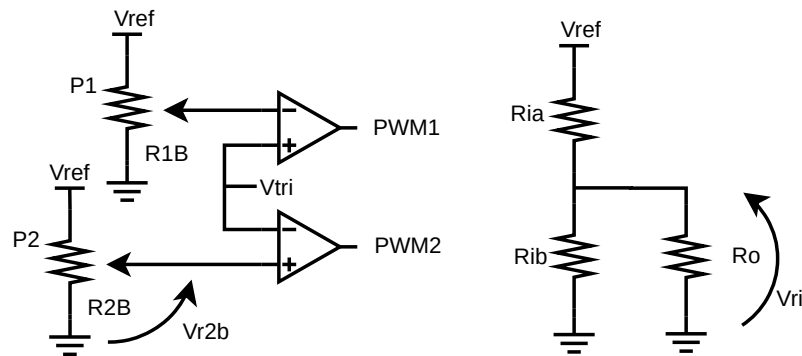 Vref
P1
R1B
PWM1
Vref
Vtri
P2
PWM2
R2B
Vr2b
Vref
Ria
Rib
Ro
Vri